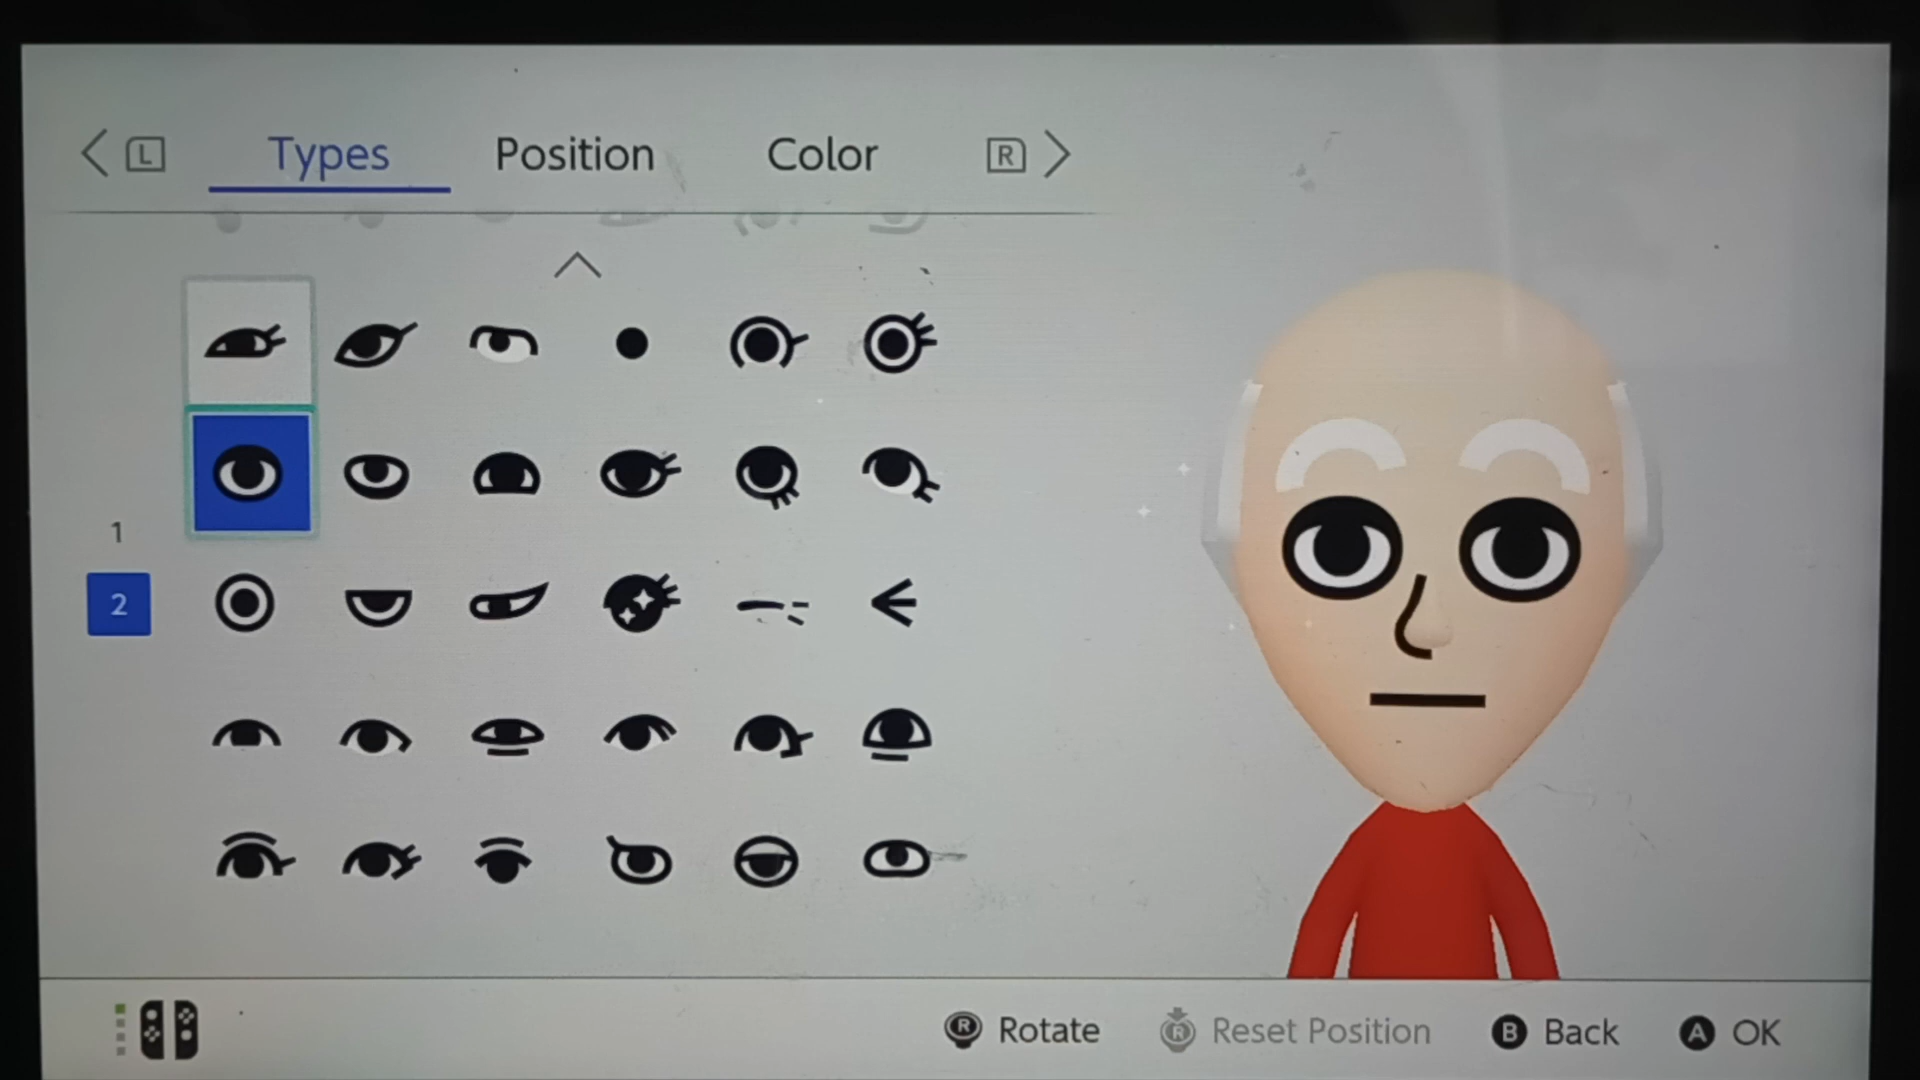 L Types Position Color R
1
2
R Rotate R Reset Position B Back A OK